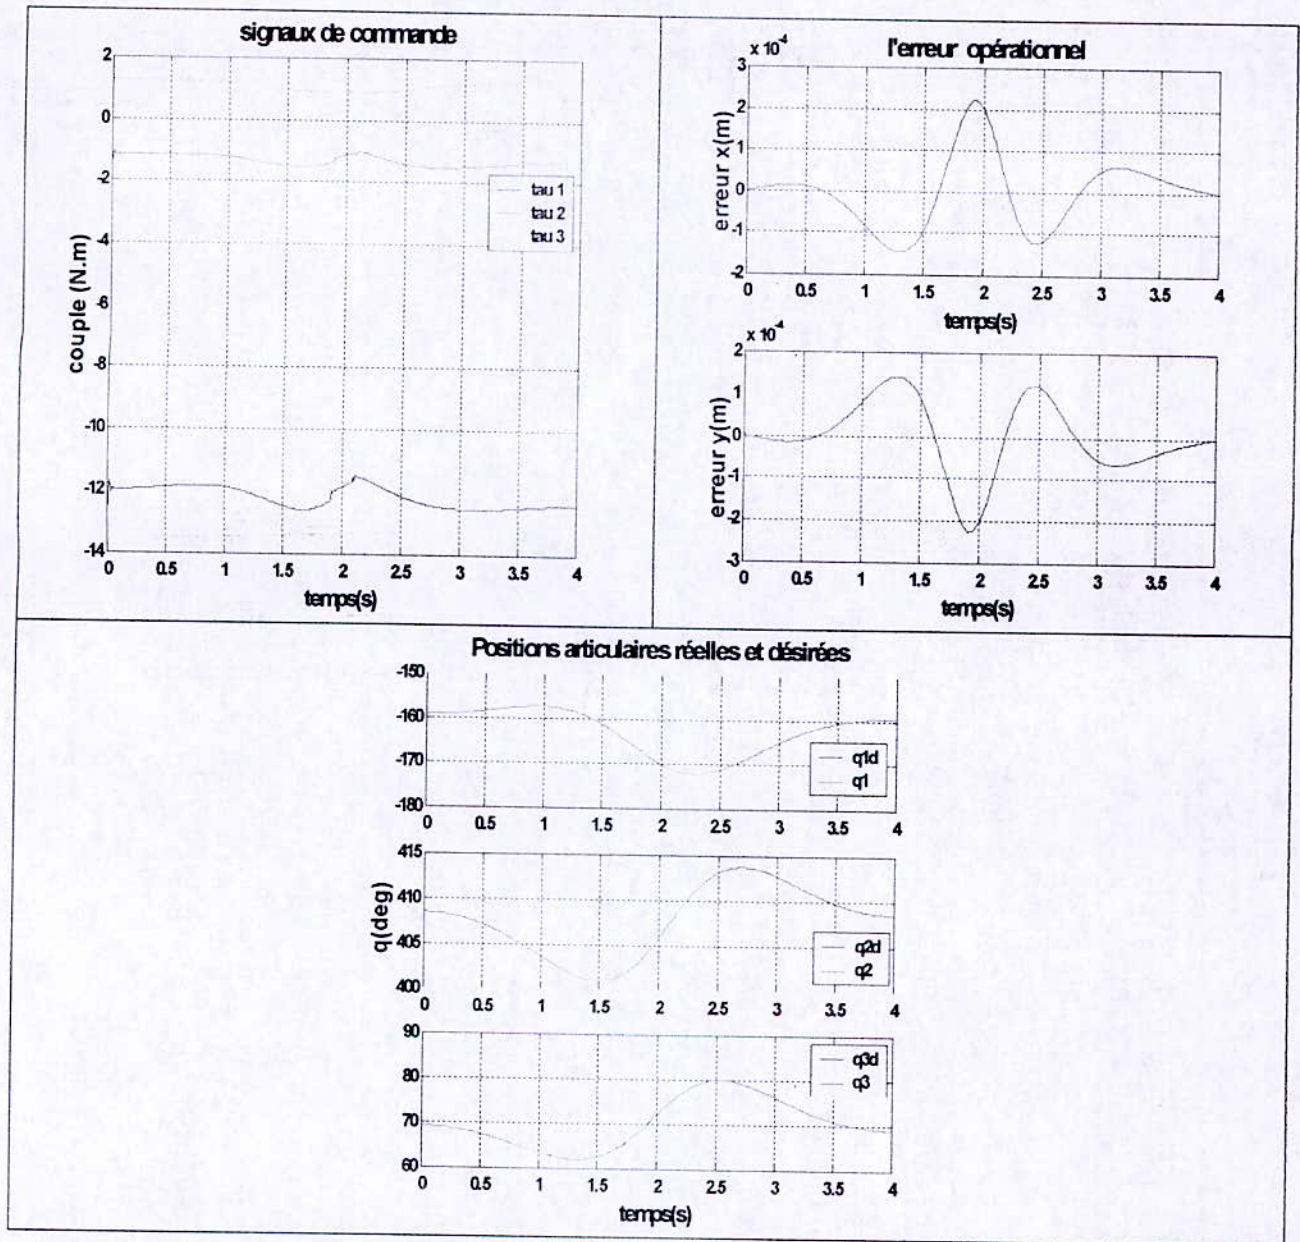 signaux de commande
2
0
-2
-4
-6
-8
-10
-12
-14
couple (N.m)
tau 1
tau 2
tau 3
0 0.5 1 1.5 2 2.5 3 3.5 4
temps(s)
l'erreur opérationnel
x 10⁻⁴
3
2
1
0
-1
-2
erreur x(m)
0 0.5 1 1.5 2 2.5 3 3.5 4
temps(s)
x 10⁻⁴
2
1
0
-1
-2
-3
erreur y(m)
0 0.5 1 1.5 2 2.5 3 3.5 4
temps(s)
Positions articulaires réelles et désirées
-150
-160
-170
-180
q1d
q1
0 0.5 1 1.5 2 2.5 3 3.5 4
415
410
405
400
q(deg)
q2d
q2
0 0.5 1 1.5 2 2.5 3 3.5 4
90
80
70
60
q3d
q3
0 0.5 1 1.5 2 2.5 3 3.5 4
temps(s)